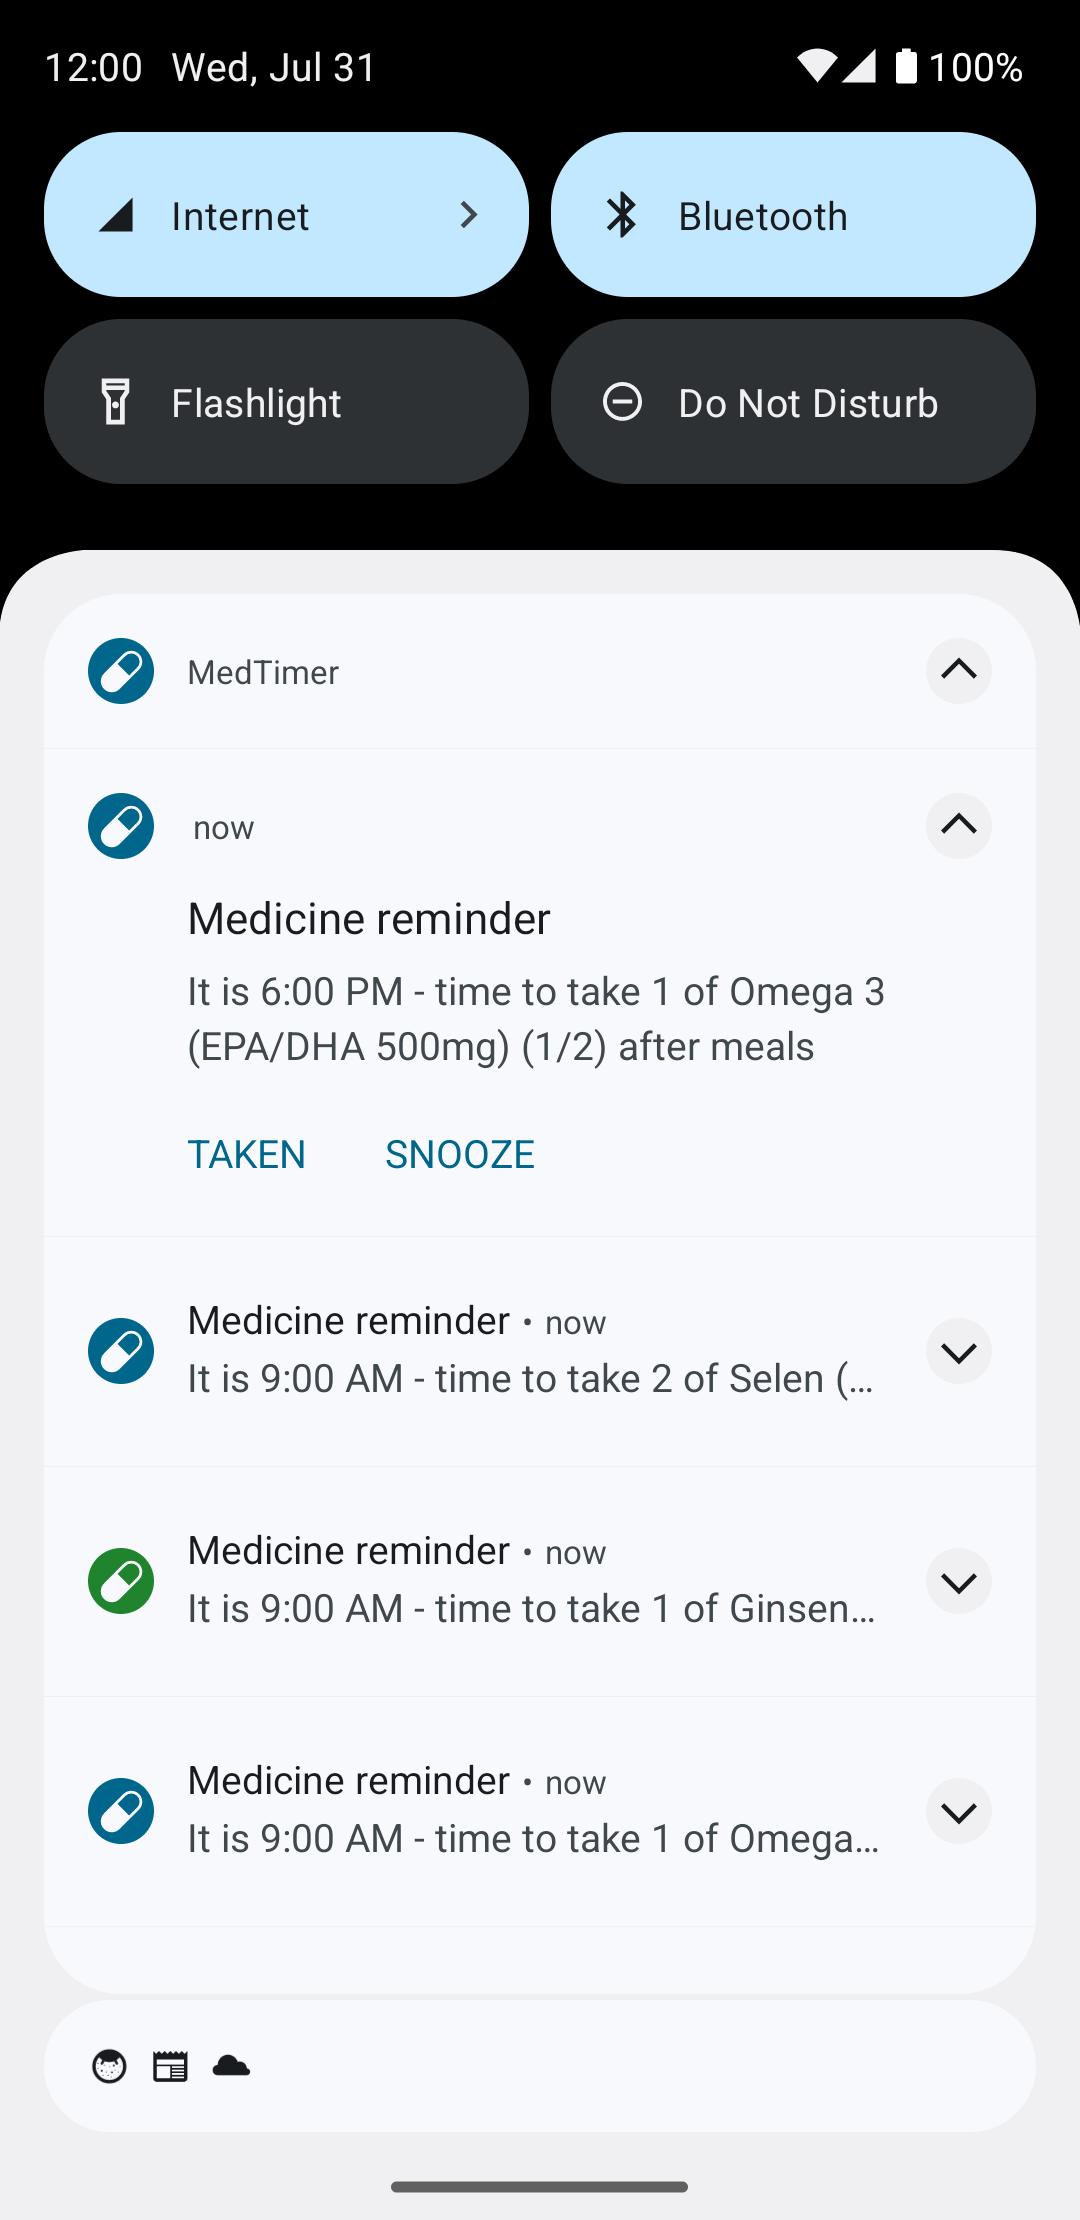 12:00 Wed, Jul 31 100%
Internet
Bluetooth
Flashlight
Do Not Disturb
MedTimer
now
Medicine reminder
It is 6:00 PM - time to take 1 of Omega 3
(EPA/DHA 500mg) (1/2) after meals
TAKEN SNOOZE
Medicine reminder • now
It is 9:00 AM - time to take 2 of Selen (…
Medicine reminder • now
It is 9:00 AM - time to take 1 of Ginsen…
Medicine reminder • now
It is 9:00 AM - time to take 1 of Omega…